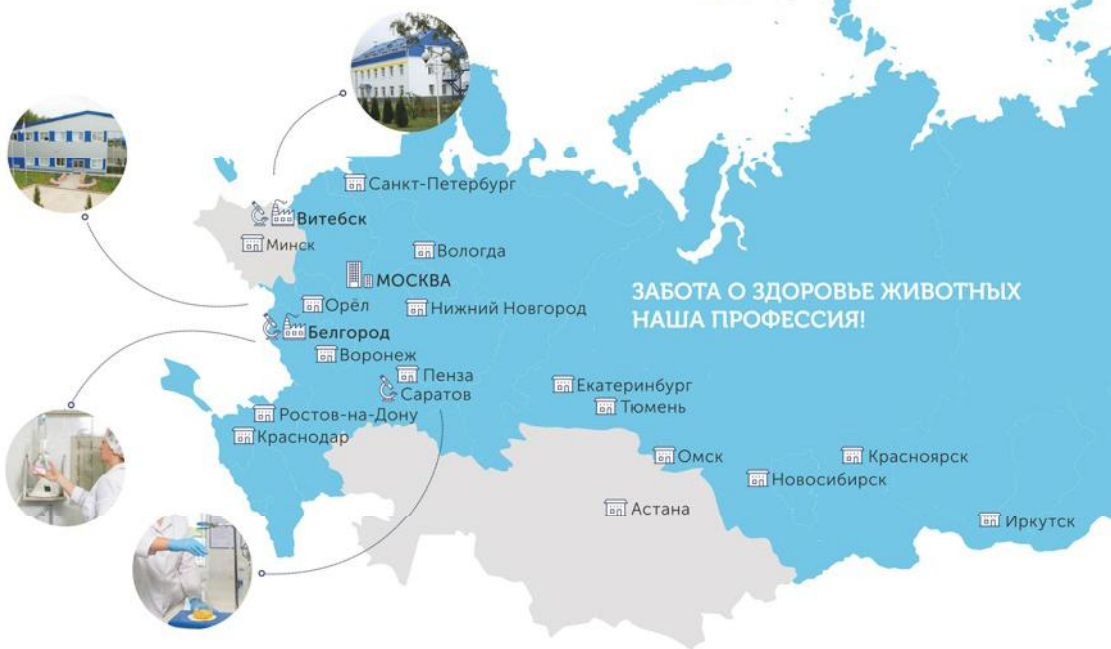 Санкт-Петербург
Витебск
Минск
Вологда
МОСКВА
ЗАБОТА О ЗДОРОВЬЕ ЖИВОТНЫХ
НАША ПРОФЕССИЯ!
Орёл
Нижний Новгород
Белгород
Воронеж
Пенза
Саратов
Екатеринбург
Тюмень
Ростов-на-Дону
Краснодар
Омск
Красноярск
Новосибирск
Астана
Иркутск